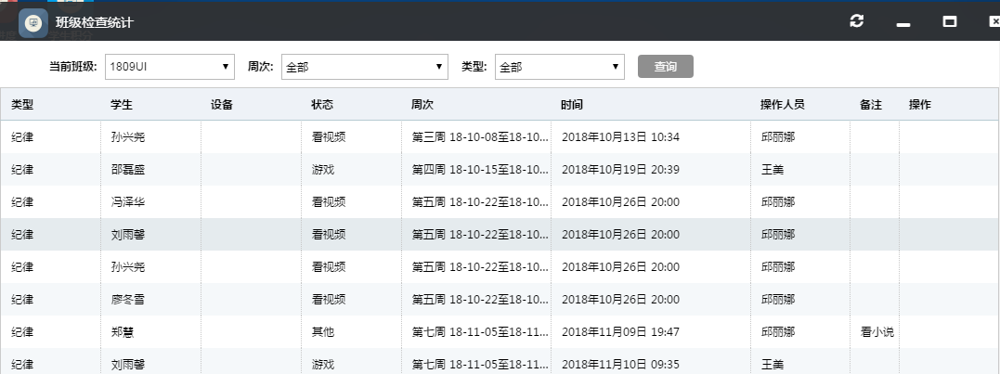 班级检查统计
当前班级: 1809UI 周次: 全部 类型: 全部 查询
类型 学生 设备 状态 周次 时间 操作人员 备注 操作
纪律 孙兴尧 看视频 第三周 18-10-08至18-10... 2018年10月13日 10:34 邱丽娜
纪律 邵磊盛 游戏 第四周 18-10-15至18-10... 2018年10月19日 20:39 王美
纪律 冯泽华 看视频 第五周 18-10-22至18-10... 2018年10月26日 20:00 邱丽娜
纪律 刘雨馨 看视频 第五周 18-10-22至18-10... 2018年10月26日 20:00 邱丽娜
纪律 孙兴尧 看视频 第五周 18-10-22至18-10... 2018年10月26日 20:00 邱丽娜
纪律 廖冬雪 看视频 第五周 18-10-22至18-10... 2018年10月26日 20:00 邱丽娜
纪律 郑慧 其他 第七周 18-11-05至18-11... 2018年11月09日 19:47 邱丽娜 看小说
纪律 刘雨馨 游戏 第七周 18-11-05至18-11... 2018年11月10日 09:35 王美